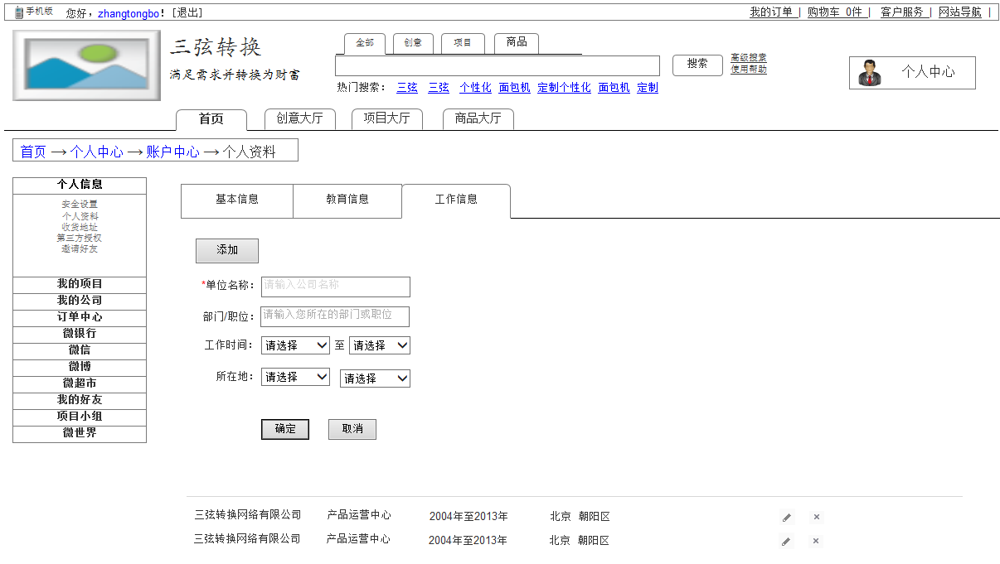 手机版 您好，zhangtongbo！[退出] 我的订单 | 购物车 0件 | 客户服务 | 网站导航 |
三弦转换
满足需求并转换为财富
全部 创意 项目 商品
搜索 高级搜索
使用帮助
热门搜索： 三弦 三弦 个性化 面包机 定制个性化 面包机 定制
个人中心
首页 创意大厅 项目大厅 商品大厅
首页 → 个人中心 → 账户中心 → 个人资料
个人信息
安全设置
个人资料
收货地址
第三方授权
邀请好友
我的项目
我的公司
订单中心
微银行
微信
微博
微超市
我的好友
项目小组
微世界
基本信息 教育信息 工作信息
添加
*单位名称： 请输入公司名称
部门/职位： 请输入您所在的部门或职位
工作时间： 请选择 至 请选择
所在地： 请选择 请选择
确定 取消
三弦转换网络有限公司 产品运营中心 2004年至2013年 北京 朝阳区
三弦转换网络有限公司 产品运营中心 2004年至2013年 北京 朝阳区